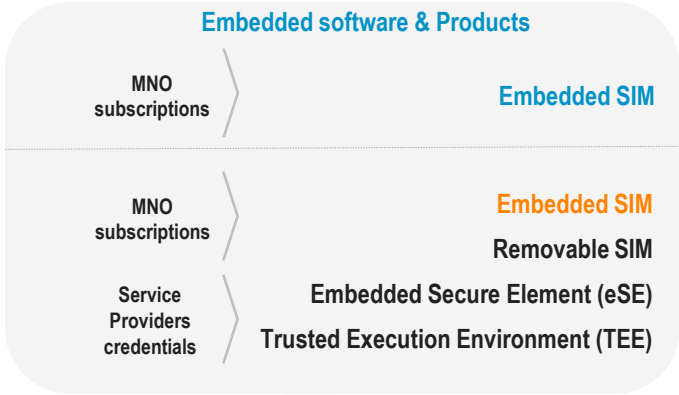 Embedded software & Products
MNO
subscriptions
Embedded SIM
MNO
subscriptions
Embedded SIM
Removable SIM
Service
Providers
credentials
Embedded Secure Element (eSE)
Trusted Execution Environment (TEE)